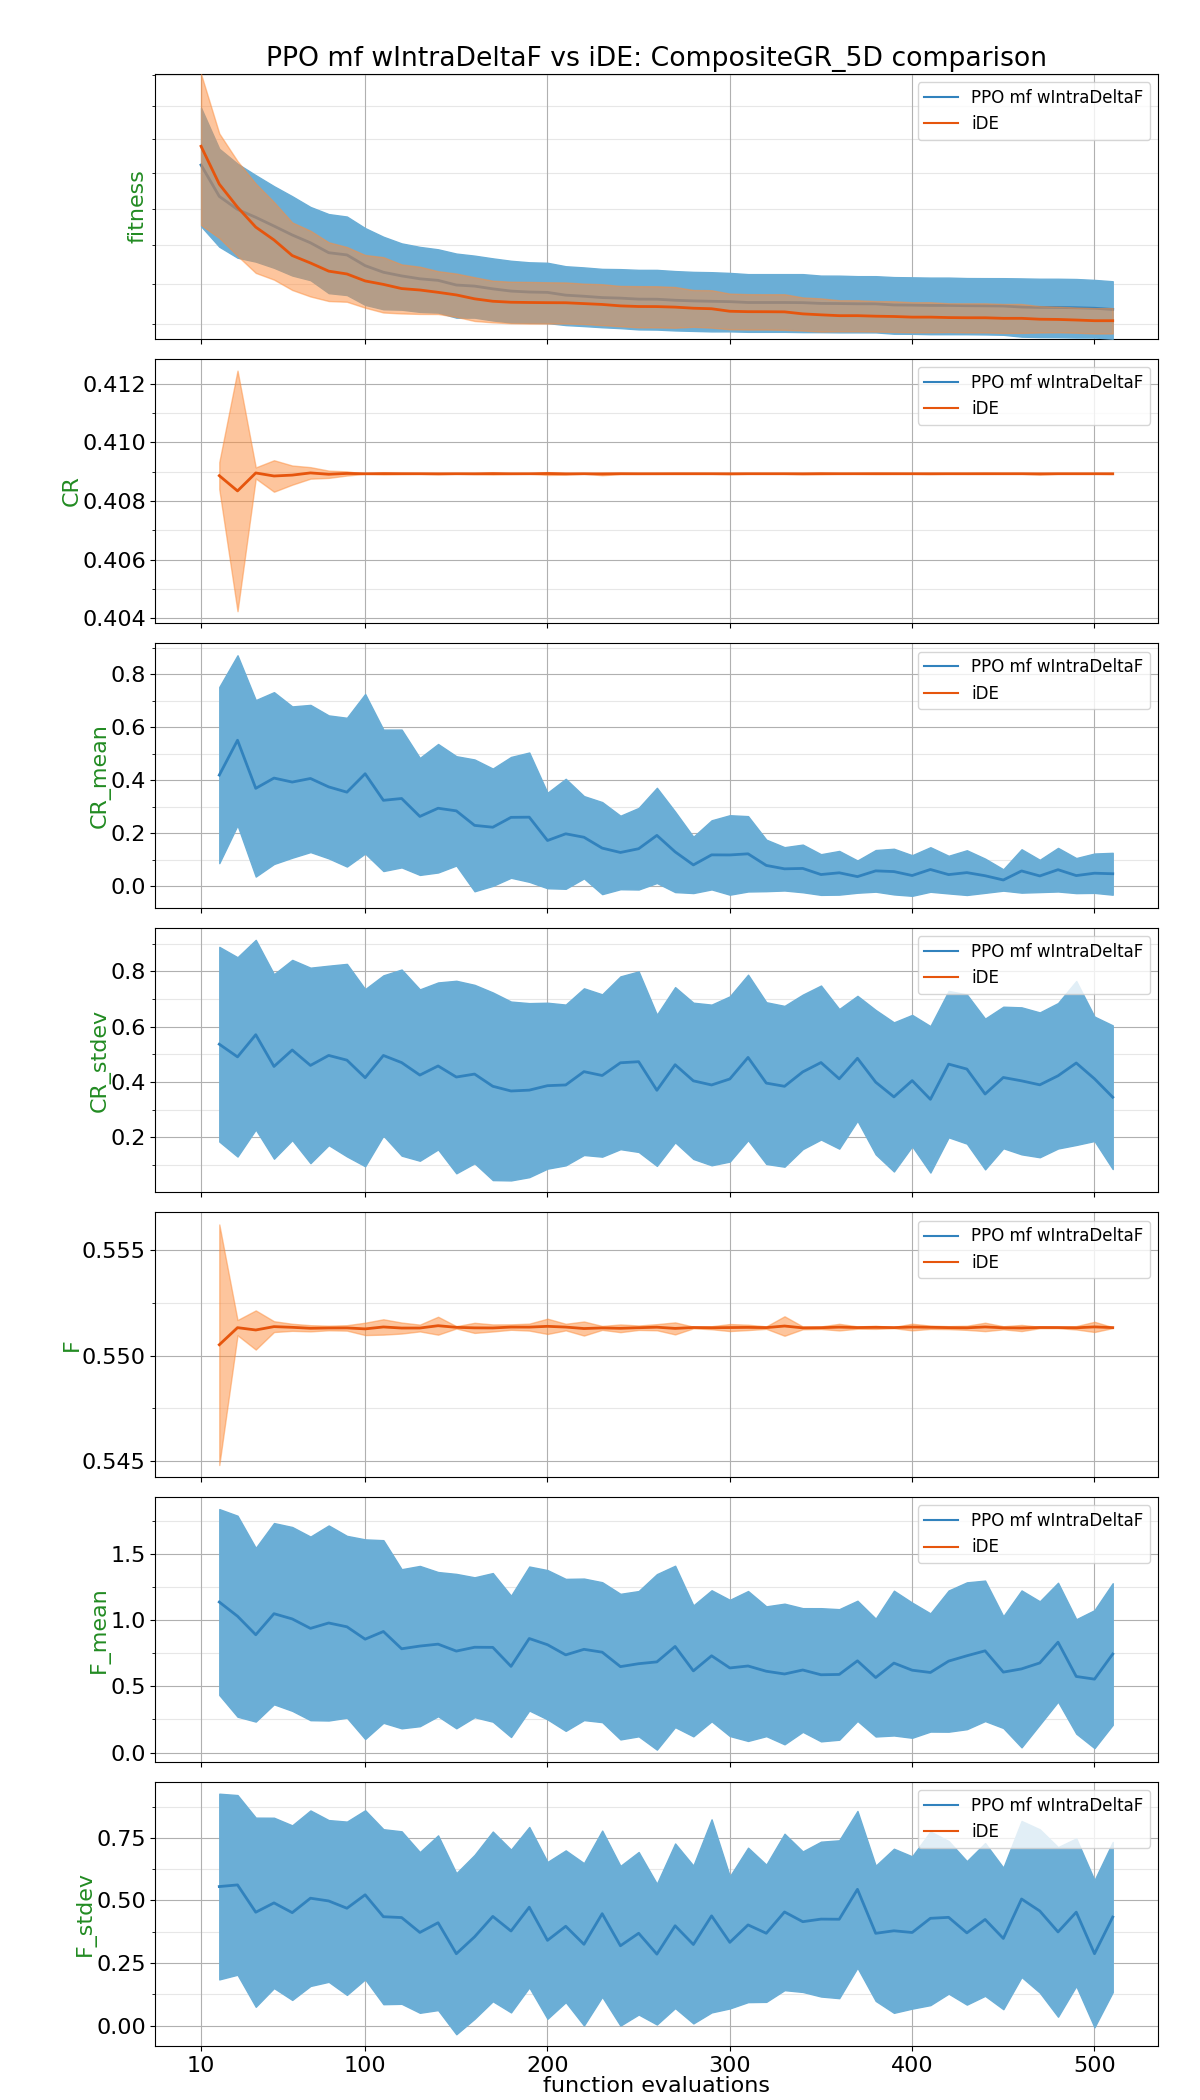 PPO mf wIntraDeltaF vs iDE: CompositeGR_5D comparison
PPO mf wIntraDeltaF
iDE
fitness
PPO mf wIntraDeltaF
iDE
0.412
0.410
0.408
0.406
0.404
CR
PPO mf wIntraDeltaF
iDE
0.8
0.6
0.4
0.2
0.0
CR_mean
PPO mf wIntraDeltaF
iDE
0.8
0.6
0.4
0.2
CR_stdev
PPO mf wIntraDeltaF
iDE
0.555
0.550
0.545
F
PPO mf wIntraDeltaF
iDE
1.5
1.0
0.5
0.0
F_mean
PPO mf wIntraDeltaF
iDE
0.75
0.50
0.25
0.00
F_stdev
10 100 200 300 400 500
function evaluations